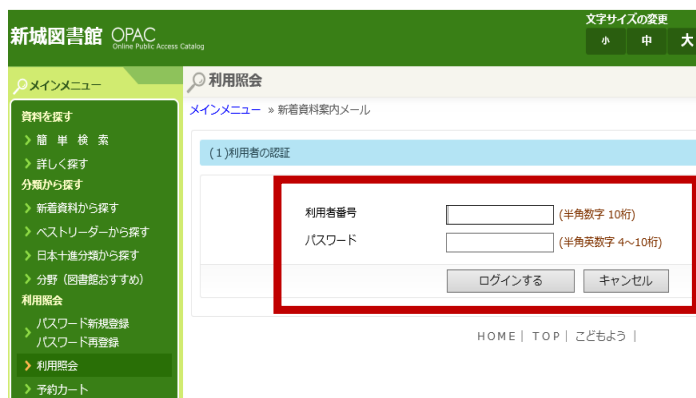 新城図書館 OPAC
Online Public Access Catalog
文字サイズの変更
小 中 大
メインメニュー
資料を探す
簡 単 検 索
詳しく探す
分類から探す
新着資料から探す
ベストリーダーから探す
日本十進分類から探す
分野（図書館おすすめ）
利用照会
パスワード新規登録
パスワード再登録
利用照会
予約カート
利用照会
メインメニュー » 新着資料案内メール
(1)利用者の認証
利用者番号 (半角数字 10桁)
パスワード (半角英数字 4～10桁)
ログインする キャンセル
HOME｜ TOP｜ こどもよう ｜